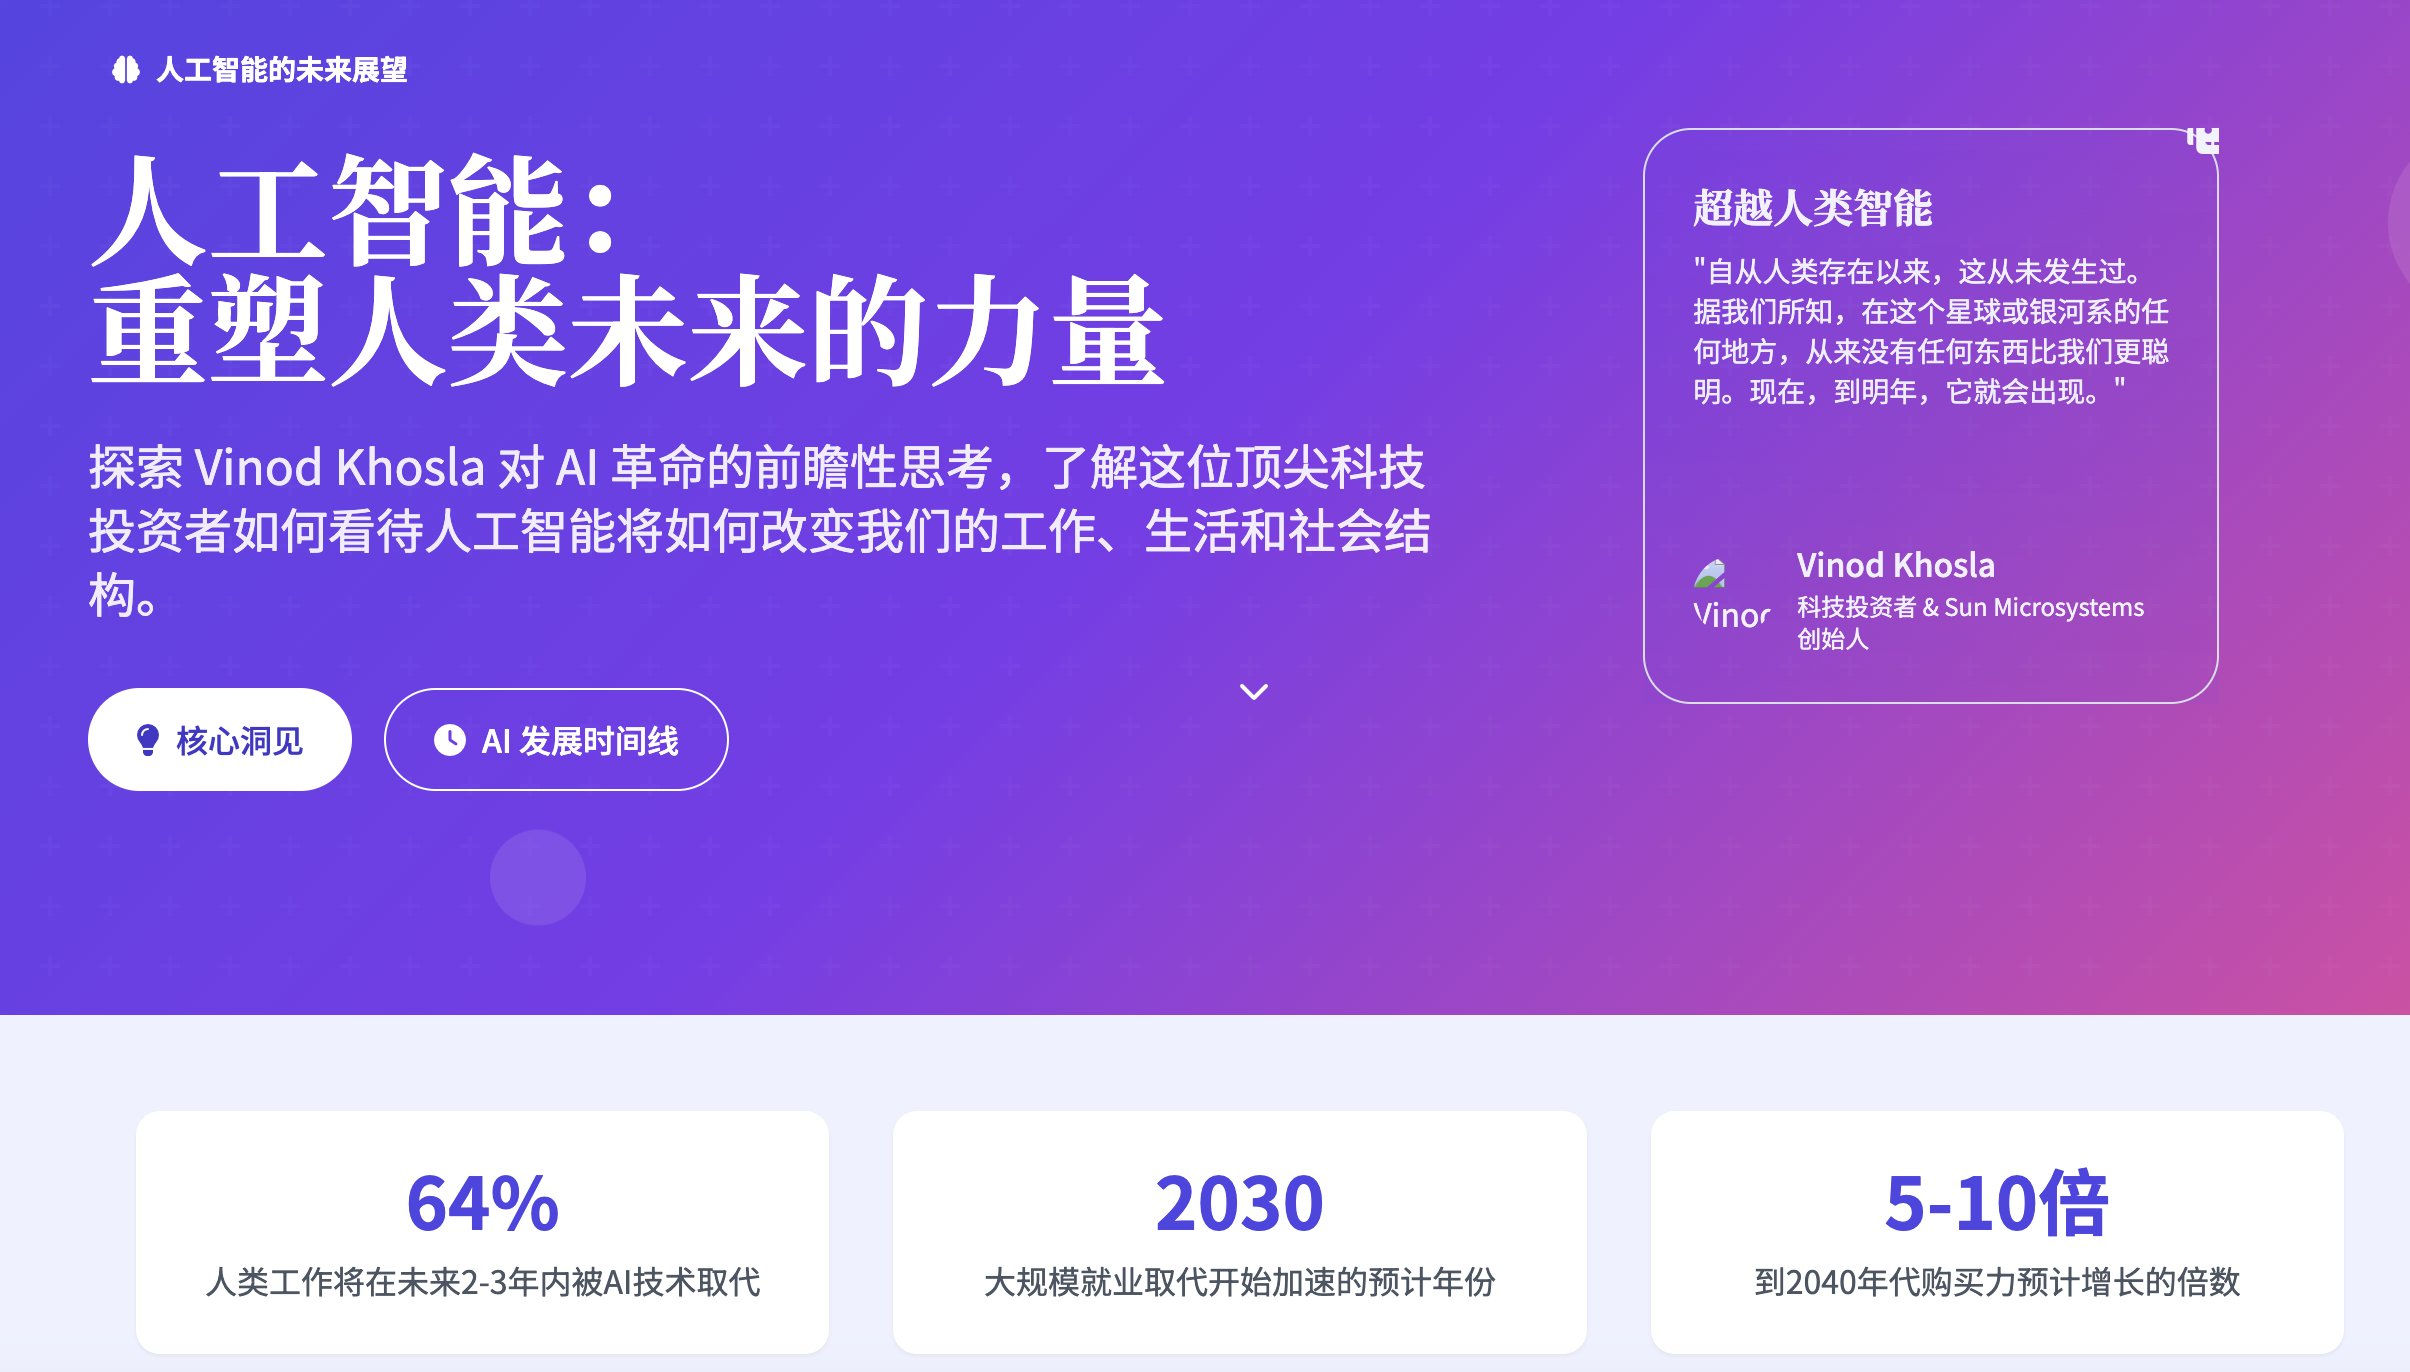 人工智能的未来展望
人工智能：
重塑人类未来的力量
探索 Vinod Khosla 对 AI 革命的前瞻性思考，了解这位顶尖科技
投资者如何看待人工智能将如何改变我们的工作、生活和社会结
构。
核心洞见
AI 发展时间线
超越人类智能
"自从人类存在以来，这从未发生过。
据我们所知，在这个星球或银河系的任
何地方，从来没有任何东西比我们更聪
明。现在，到明年，它就会出现。"
Vinod Khosla
科技投资者 & Sun Microsystems
创始人
64%
人类工作将在未来2-3年内被AI技术取代
2030
大规模就业取代开始加速的预计年份
5-10倍
到2040年代购买力预计增长的倍数